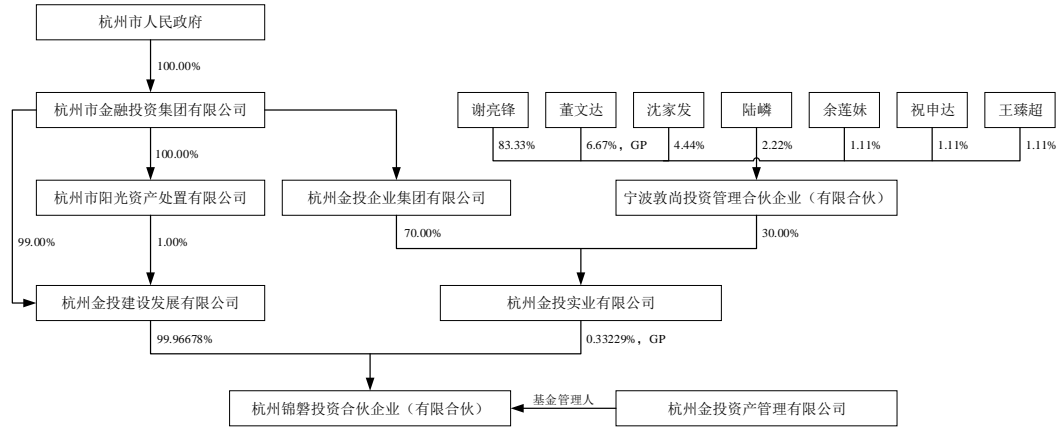 杭州市人民政府
100.00%
杭州市金融投资集团有限公司
谢亮锋
董文达
沈家发
陆嶙
余莲妹
祝申达
王臻超
100.00%
83.33%
6.67%，GP
4.44%
2.22%
1.11%
1.11%
1.11%
杭州市阳光资产处置有限公司
杭州金投企业集团有限公司
宁波敦尚投资管理合伙企业（有限合伙）
99.00%
1.00%
70.00%
30.00%
杭州金投建设发展有限公司
杭州金投实业有限公司
99.96678%
0.33229%，GP
杭州锦磐投资合伙企业（有限合伙）
基金管理人
杭州金投资产管理有限公司